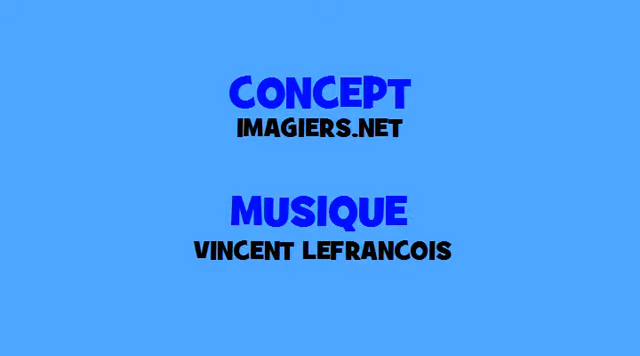 CONCEPT
IMAGIERS.NET
MUSIQUE
VINCENT LEFRANCOIS